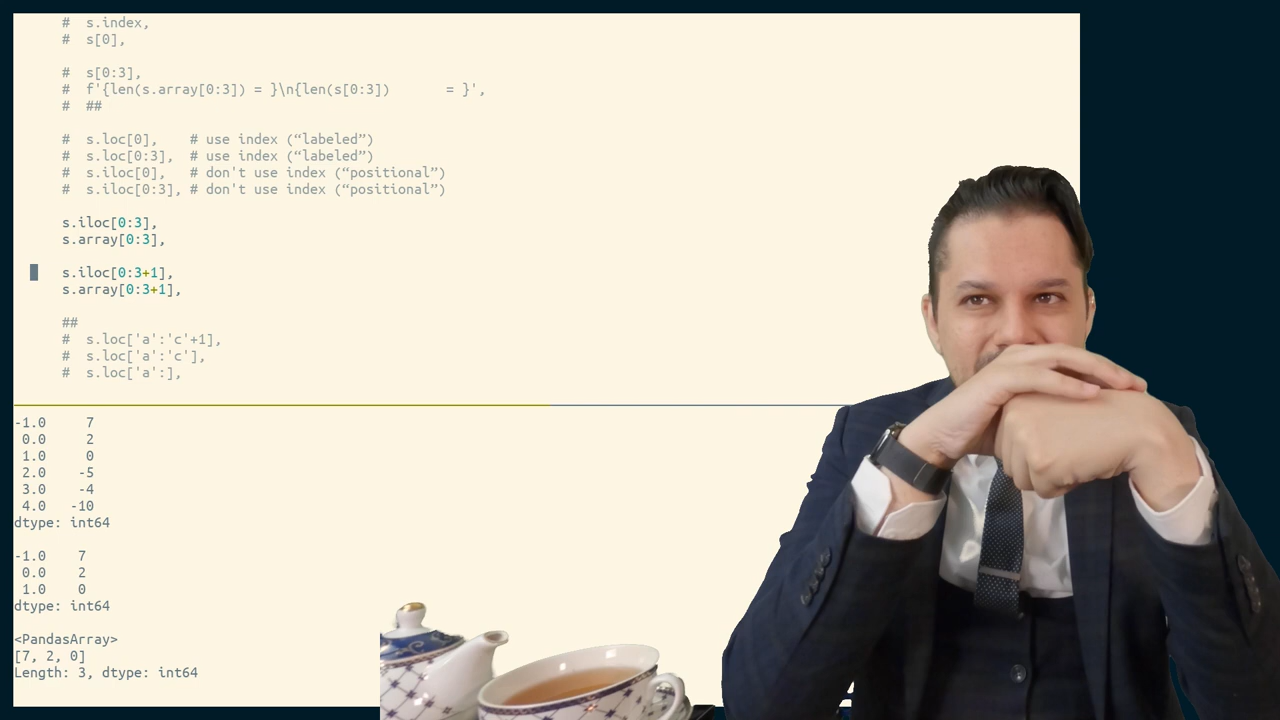 #  s.index,
#  s[0],
#  s[0:3],
#  f'{len(s.array[0:3]) = }\n{len(s[0:3])       = }',
#  ##
#  s.loc[0],    # use index (“labeled”)
#  s.loc[0:3],  # use index (“labeled”)
#  s.iloc[0],   # don't use index (“positional”)
#  s.iloc[0:3], # don't use index (“positional”)
s.iloc[0:3],
s.array[0:3],
s.iloc[0:3+1],
s.array[0:3+1],
##
#  s.loc['a':'c'+1],
#  s.loc['a':'c'],
#  s.loc['a':],
-1.0     7
 0.0     2
 1.0     0
 2.0    -5
 3.0    -4
 4.0   -10
dtype: int64
-1.0    7
 0.0    2
 1.0    0
dtype: int64
<PandasArray>
[7, 2, 0]
Length: 3, dtype: int64